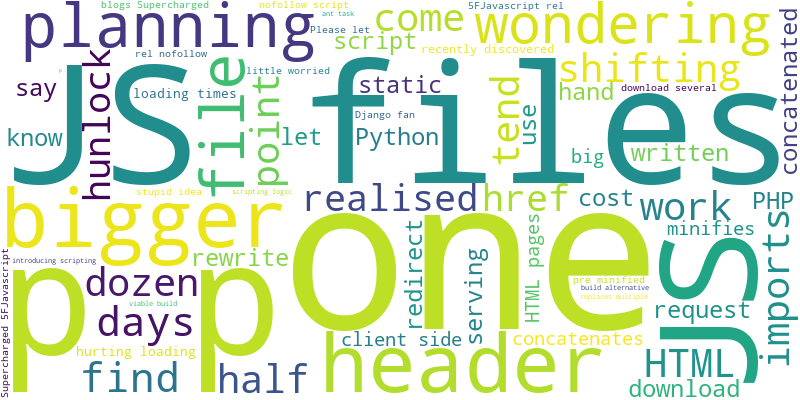 blogs Supercharged
nofollow script
ant task
5FJavascript rel
planning
Please let
come
wondering
script
recently discovered
rel nofollow
little worried
shifting
JS files
say
hunlock
loading times
file
point
static
tend
hand
download several
concatenated
know
let
Django fan
Python
use
big
written
bigger
stupid idea
scripting logic
realised
href
cost
work
PHP
minifies
p p one
js
imports
introducing scripting
dozen
rewrite
redirect
serving
HTML pages
pre minified
build alternative
replaces multiple
request
viable build
days
Supercharged 5FJavascript
hurting loading
client side
concatenates
find
half
header
HTML
download